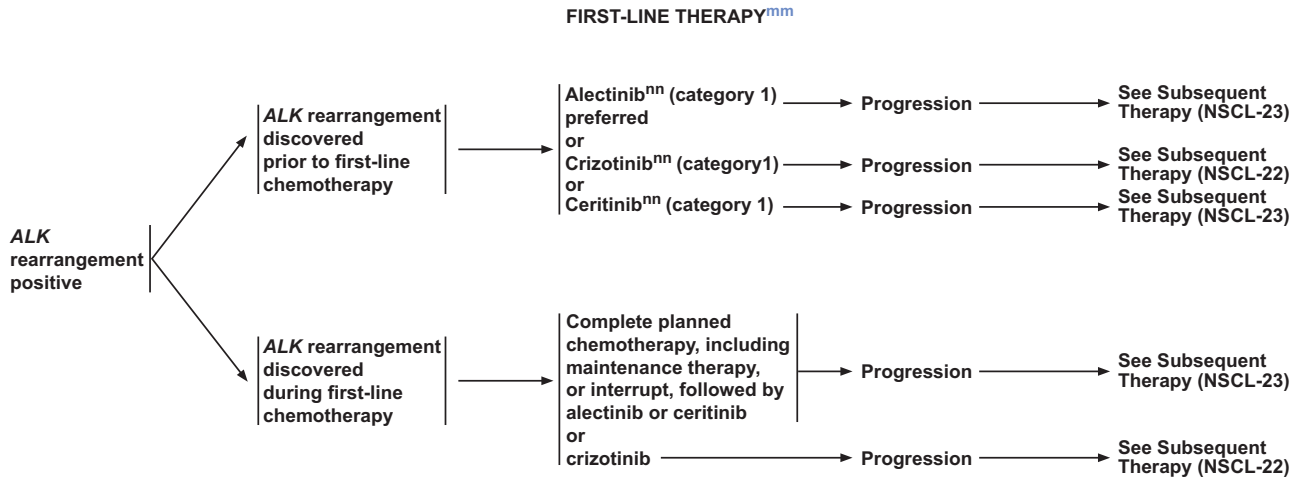 FIRST-LINE THERAPYmm
ALK
rearrangement
positive
ALK rearrangement
discovered
prior to first-line
chemotherapy
Alectinibnn (category 1)
preferred
or
Crizotinibnn (category1)
or
Ceritinibnn (category 1)
Progression
See Subsequent
Therapy (NSCL-23)
Progression
See Subsequent
Therapy (NSCL-22)
Progression
See Subsequent
Therapy (NSCL-23)
ALK rearrangement
discovered
during first-line
chemotherapy
Complete planned
chemotherapy, including
maintenance therapy,
or interrupt, followed by
alectinib or ceritinib
or
crizotinib
Progression
See Subsequent
Therapy (NSCL-23)
Progression
See Subsequent
Therapy (NSCL-22)